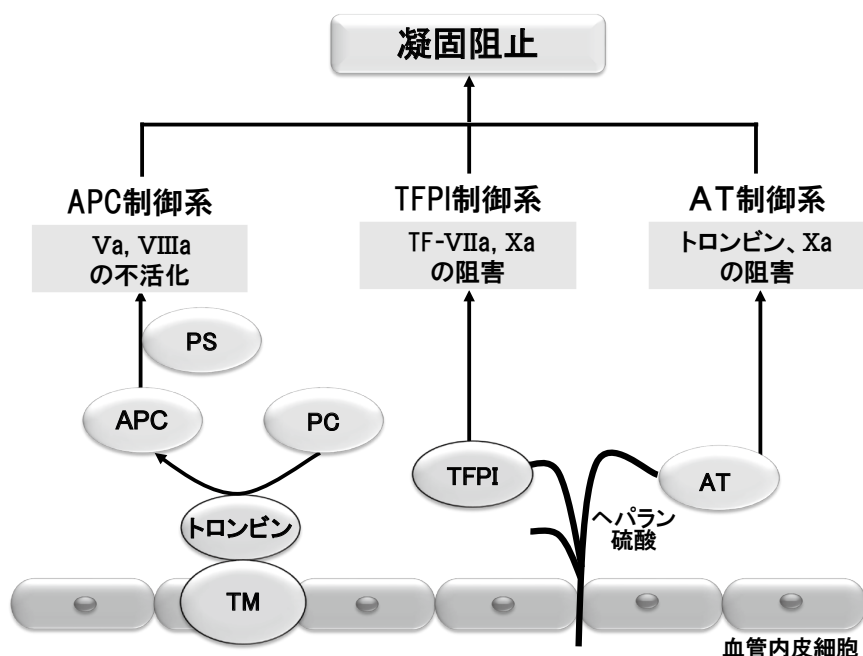 凝固阻止
APC制御系
TFPI制御系
AT制御系
Ⅴa, Ⅷa
の不活化
TF-Ⅶa, Ⅹa
の阻害
トロンビン、Ⅹa
の阻害
PS
APC
PC
TFPI
AT
トロンビン
ヘパラン
硫酸
TM
血管内皮細胞